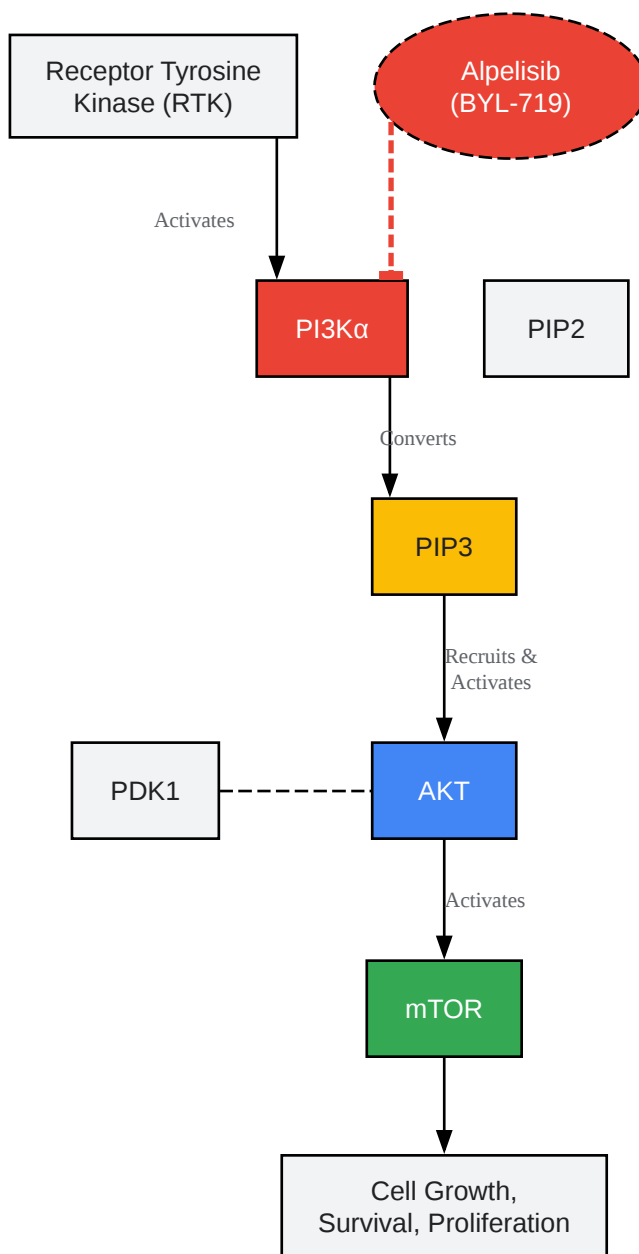 Receptor Tyrosine
Kinase (RTK)
Alpelisib
(BYL-719)
Activates
PI3Kα
PIP2
Converts
PIP3
Recruits &
Activates
PDK1
AKT
Activates
mTOR
Cell Growth,
Survival, Proliferation